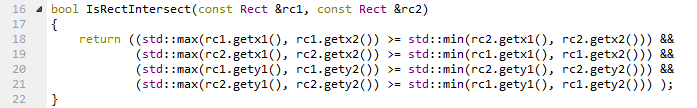 16 bool IsRectIntersect(const Rect &rc1, const Rect &rc2)
17 {
18 return ((std::max(rc1.getx1(), rc1.getx2()) >= std::min(rc2.getx1(), rc2.getx2())) &&
19 (std::max(rc2.getx1(), rc2.getx2()) >= std::min(rc1.getx1(), rc1.getx2())) &&
20 (std::max(rc1.gety1(), rc1.gety2()) >= std::min(rc2.gety1(), rc2.gety2())) &&
21 (std::max(rc2.gety1(), rc2.gety2()) >= std::min(rc1.gety1(), rc1.gety2())) );
22 }